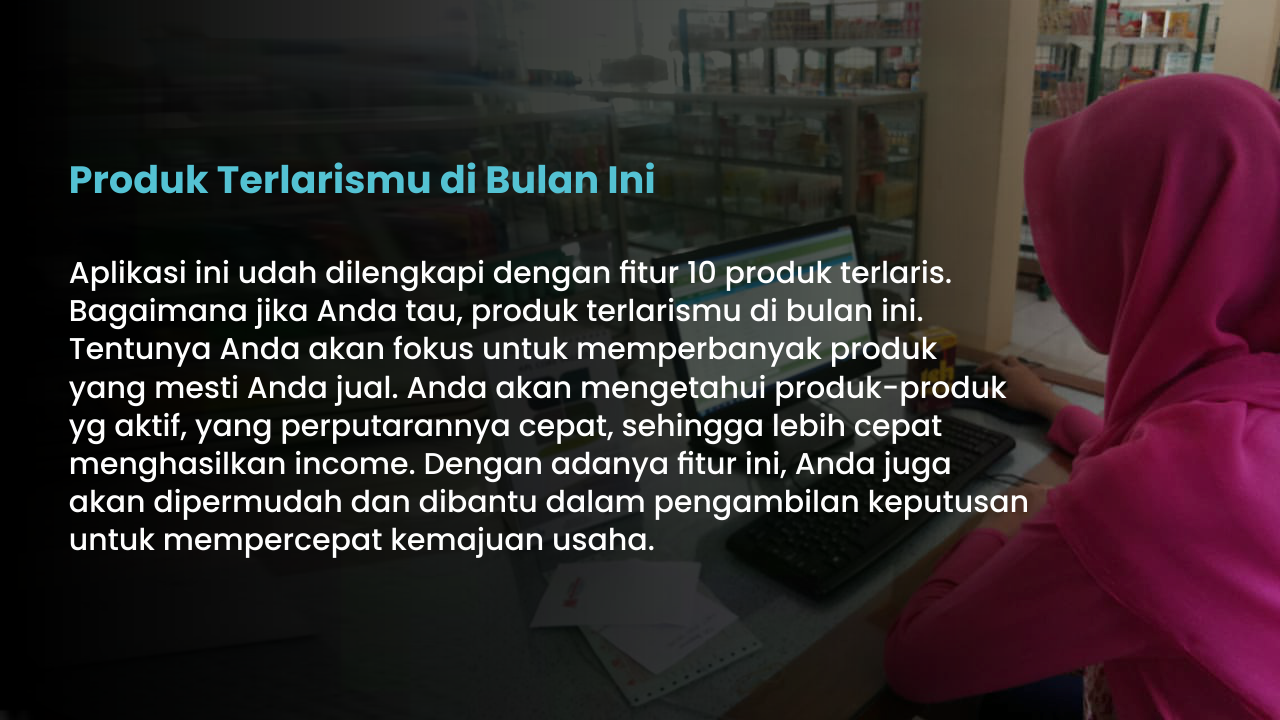 Produk Terlarismu di Bulan Ini
Aplikasi ini udah dilengkapi dengan fitur 10 produk terlaris.
Bagaimana jika Anda tau, produk terlarismu di bulan ini.
Tentunya Anda akan fokus untuk memperbanyak produk
yang mesti Anda jual. Anda akan mengetahui produk-produk
yg aktif, yang perputarannya cepat, sehingga lebih cepat
menghasilkan income. Dengan adanya fitur ini, Anda juga
akan dipermudah dan dibantu dalam pengambilan keputusan
untuk mempercepat kemajuan usaha.